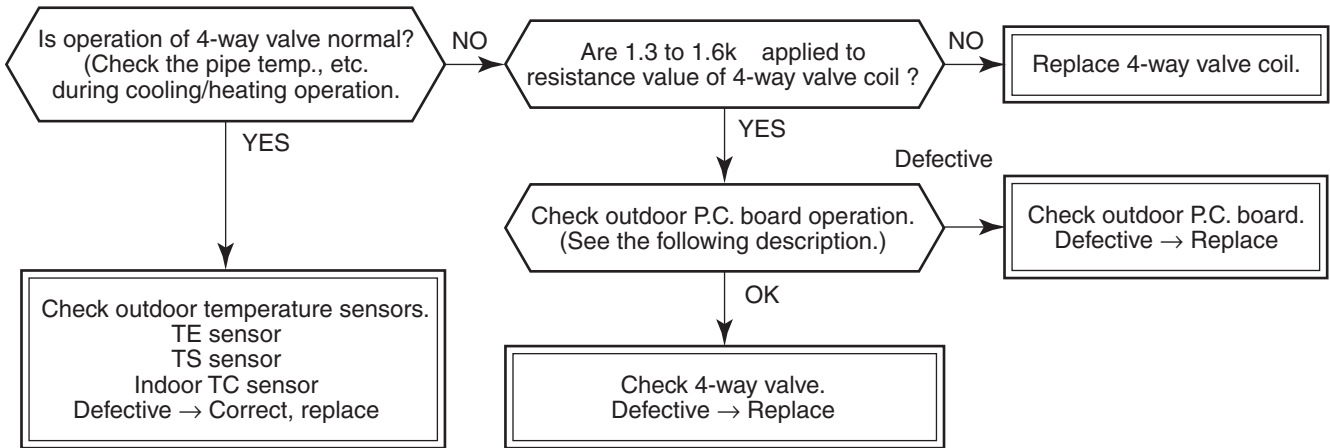 Is operation of 4-way valve normal?
(Check the pipe temp., etc.
during cooling/heating operation.
NO
Are 1.3 to 1.6k applied to
resistance value of 4-way valve coil ?
NO
Replace 4-way valve coil.
YES
YES
Defective
Check outdoor P.C. board operation.
(See the following description.)
Check outdoor P.C. board.
Defective → Replace
OK
Check outdoor temperature sensors.
TE sensor
TS sensor
Indoor TC sensor
Defective → Correct, replace
Check 4-way valve.
Defective → Replace